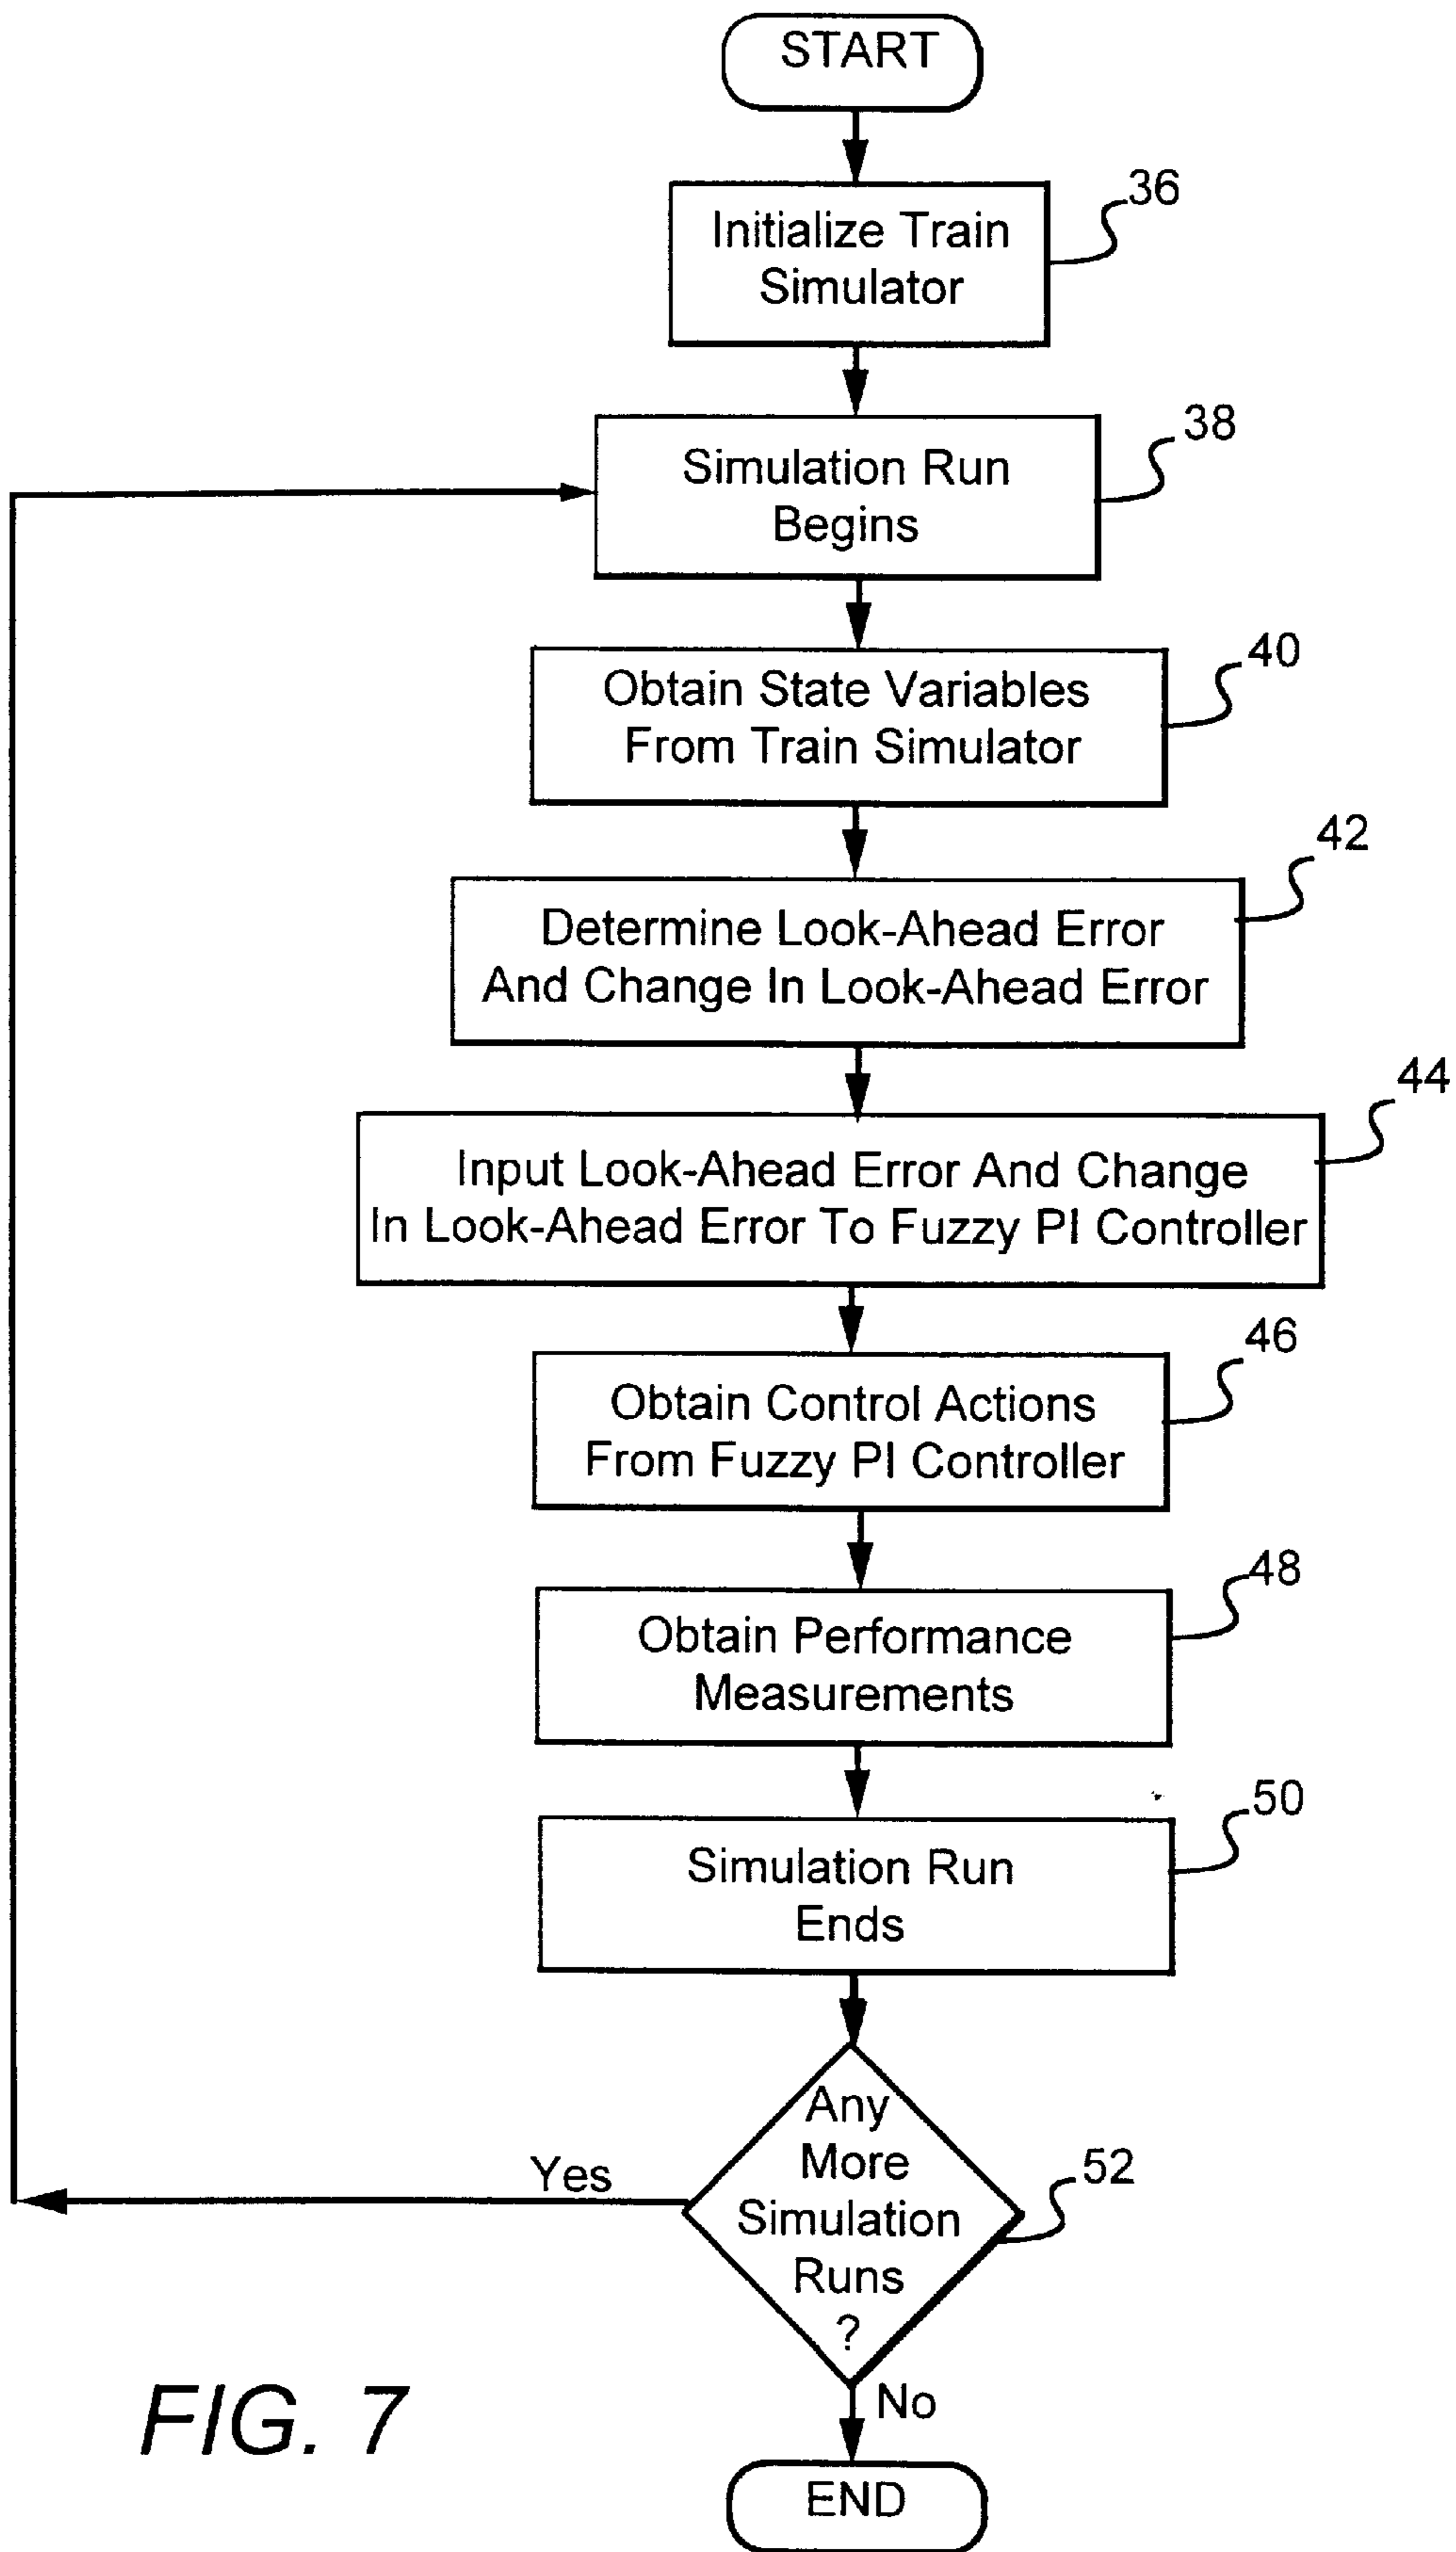 START
36
Initialize Train
Simulator
38
Simulation Run
Begins
40
Obtain State Variables
From Train Simulator
42
Determine Look-Ahead Error
And Change In Look-Ahead Error
44
Input Look-Ahead Error And Change
In Look-Ahead Error To Fuzzy PI Controller
46
Obtain Control Actions
From Fuzzy PI Controller
48
Obtain Performance
Measurements
50
Simulation Run
Ends
Any
More
Simulation
Runs
?
52
Yes
No
END
FIG. 7